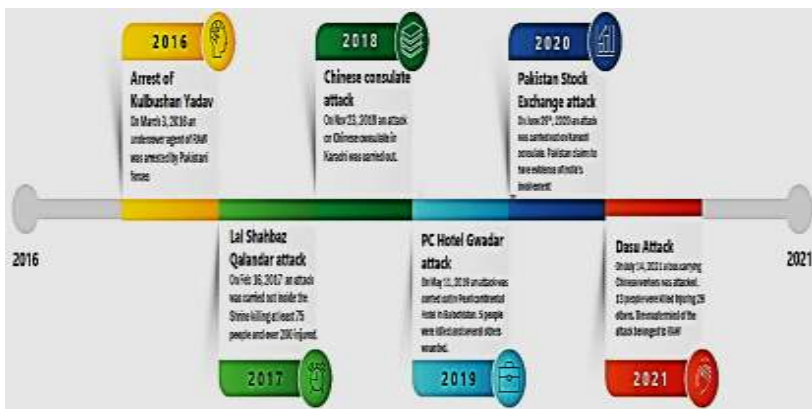 2016
Arrest of
Kulbushan Yadav
On March 3, 2016 an
undercover agent of RAW
was arrested by Pakistani
forces
2018
Chinese consulate
attack
On Nov 23, 2018 an attack
on Chinese consulate in
Karachi was carried out.
2020
Pakistan Stock
Exchange attack
On June 29th, 2020 an attack
was carried out on Karachi
consulate. Pakistan claims to
have evidence of India's
involvement
2016
2021
Lal Shahbaz
Qalandar attack
On Feb 16, 2017 an attack
was carried out inside the
Shrine killing at least 75
people and over 200 injured.
2017
PC Hotel Gwadar
attack
On May 11, 2019 an attack was
carried out in Pearl continental
Hotel in Balochistan. 5 people
were killed and several others
wounded.
2019
Dasu Attack
On July 14, 2021 a bus carrying
Chinese workers was attacked.
13 people were killed injuring 28
others. The mastermind of the
attack belonged to RAW
2021